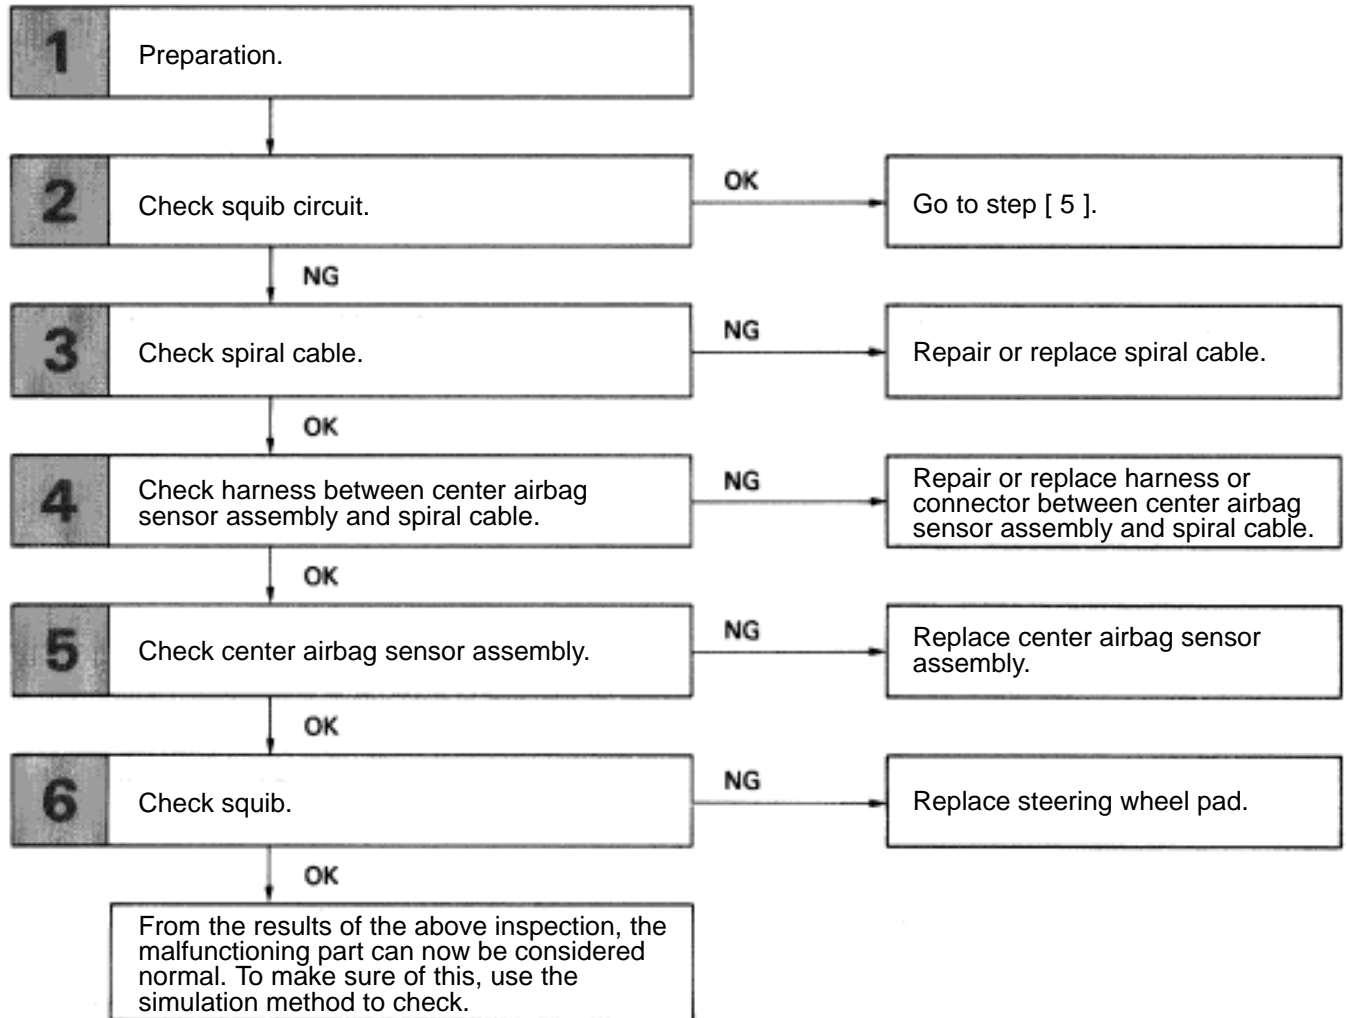 1
Preparation.
2
Check squib circuit.
OK
Go to step [ 5 ].
NG
3
Check spiral cable.
NG
Repair or replace spiral cable.
OK
4
Check harness between center airbag
sensor assembly and spiral cable.
NG
Repair or replace harness or
connector between center airbag
sensor assembly and spiral cable.
OK
5
Check center airbag sensor assembly.
NG
Replace center airbag sensor
assembly.
OK
6
Check squib.
NG
Replace steering wheel pad.
OK
From the results of the above inspection, the
malfunctioning part can now be considered
normal. To make sure of this, use the
simulation method to check.